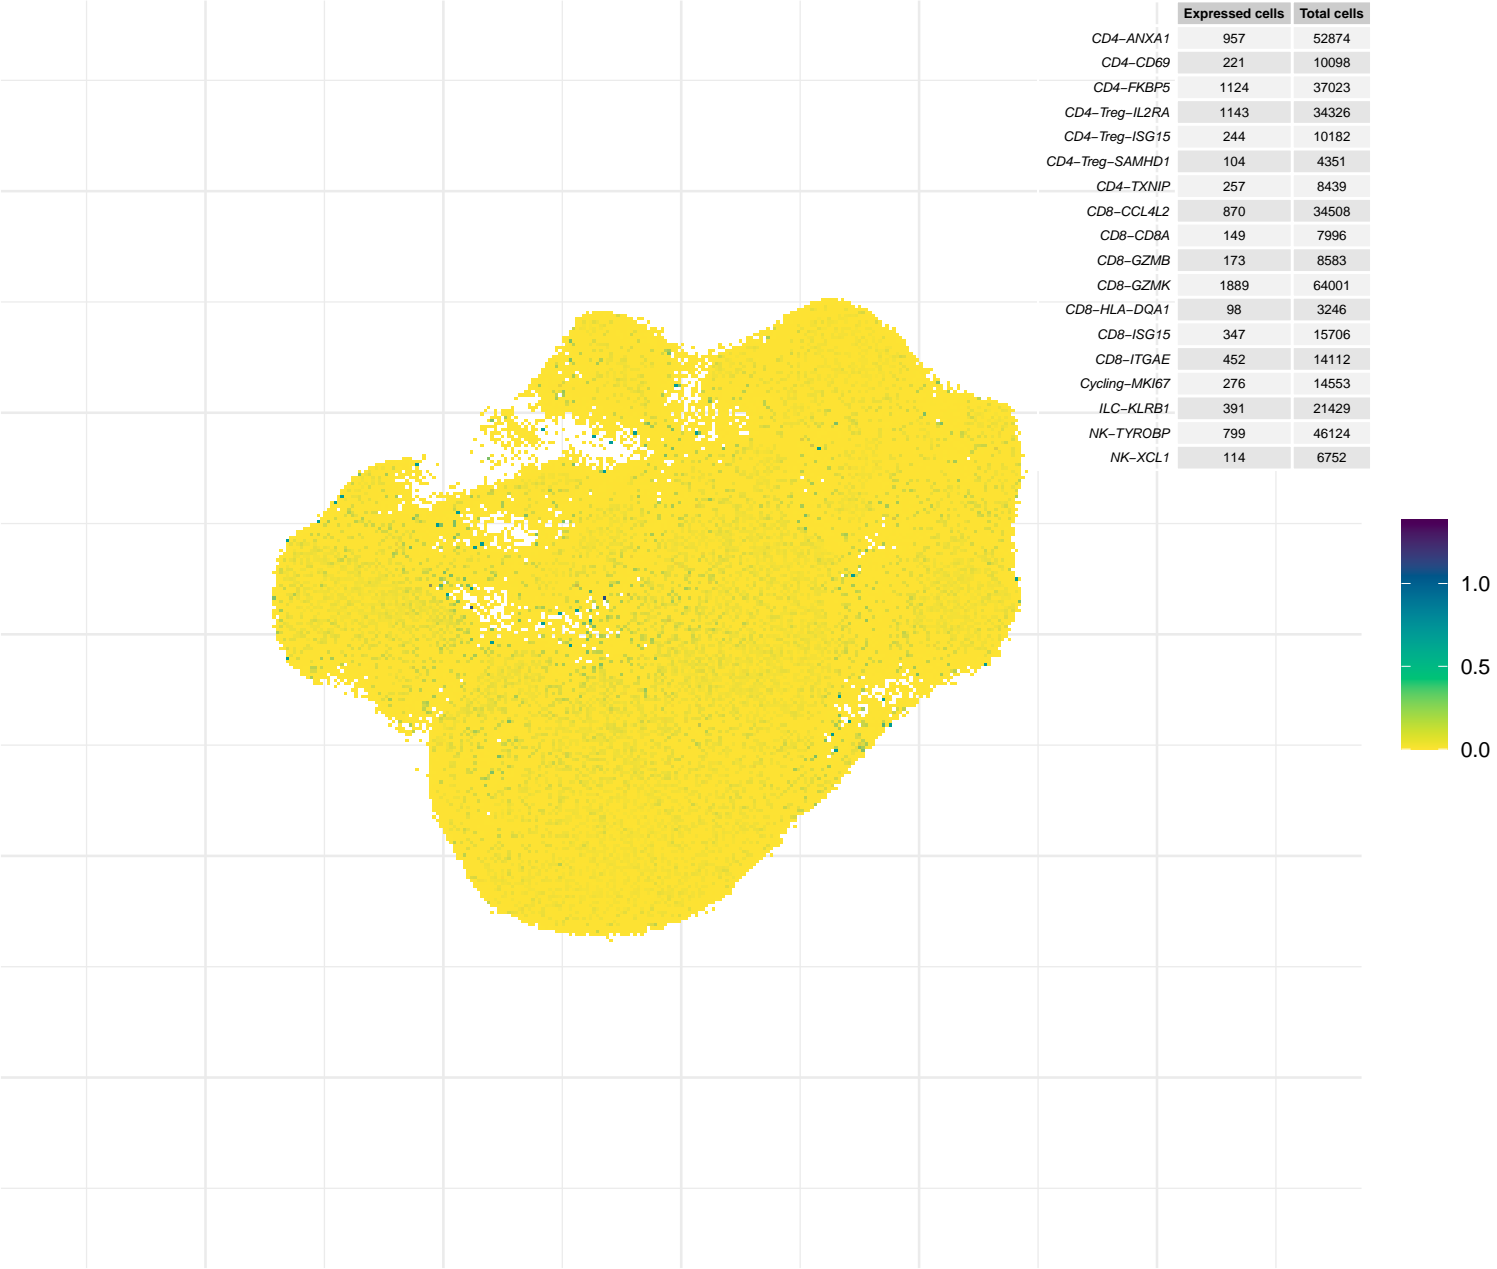 Expressed cells Total cells
CD4−ANXA1 957 52874
CD4−CD69 221 10098
CD4−FKBP5 1124 37023
CD4−Treg−IL2RA 1143 34326
CD4−Treg−ISG15 244 10182
CD4−Treg−SAMHD1 104 4351
CD4−TXNIP 257 8439
CD8−CCL4L2 870 34508
CD8−CD8A 149 7996
CD8−GZMB 173 8583
CD8−GZMK 1889 64001
CD8−HLA−DQA1 98 3246
CD8−ISG15 347 15706
CD8−ITGAE 452 14112
Cycling−MKI67 276 14553
ILC−KLRB1 391 21429
NK−TYROBP 799 46124
NK−XCL1 114 6752
1.0
0.5
0.0